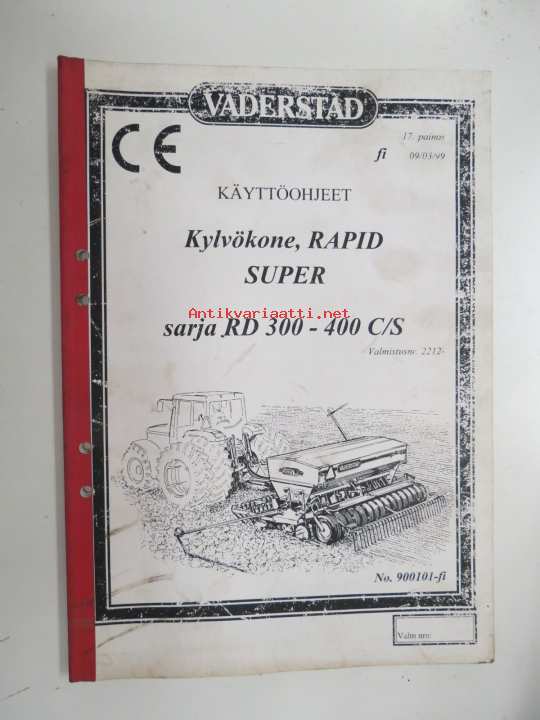 VÄDERSTAD
CE
17. painos
fi 09/03/99
KÄYTTÖOHJEET
Kylvökone, RAPID
SUPER
Antikvariaatti.net
sarja RD 300 - 400 C/S
Valmistusnr. 2212-
VÄDERSTAD
No. 900101-fi
Valm nro: